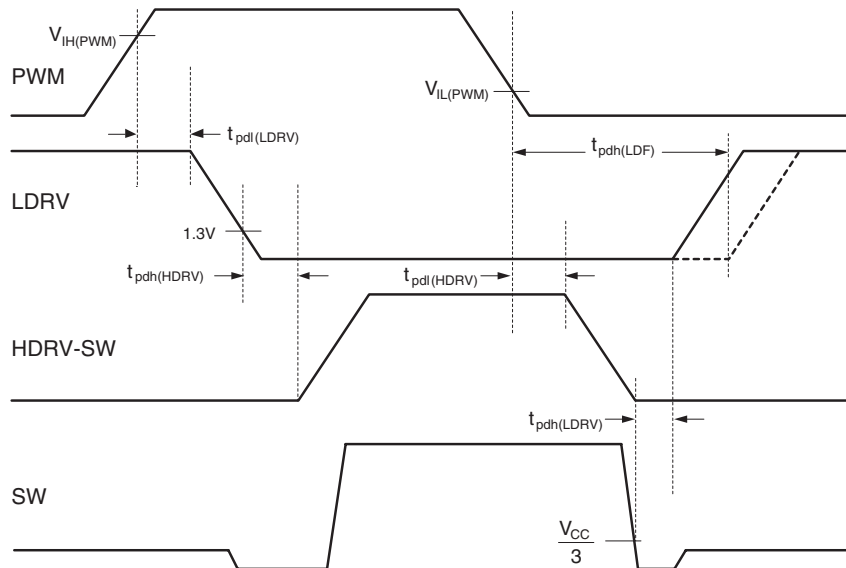 V_IH(PWM)
PWM
V_IL(PWM)
t_pdl(LDRV)
t_pdh(LDF)
LDRV
1.3V
t_pdh(HDRV)
t_pdl(HDRV)
HDRV-SW
t_pdh(LDRV)
SW
V_CC
3